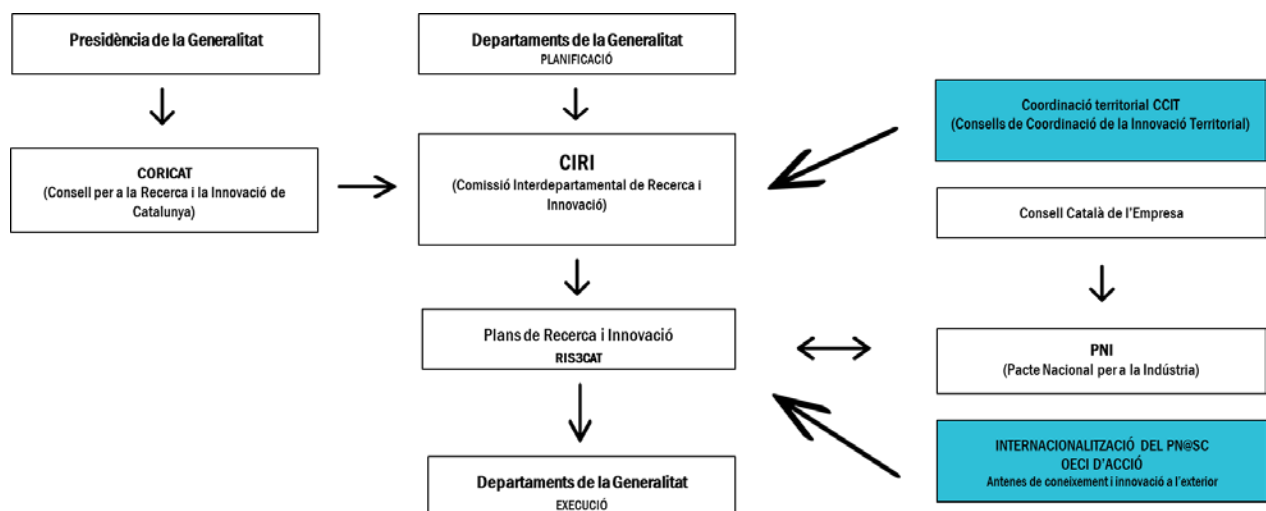 Presidència de la Generalitat
Departaments de la Generalitat
PLANIFICACIÓ
Coordinació territorial CCIT
(Consells de Coordinació de la Innovació Territorial)
CORICAT
(Consell per a la Recerca i la Innovació de
Catalunya)
CIRI
(Comissió Interdepartamental de Recerca i
Innovació)
Consell Català de l'Empresa
Plans de Recerca i Innovació
RIS3CAT
PNI
(Pacte Nacional per a la Indústria)
INTERNACIONALITZACIÓ DEL PN@SC
OECI D'ACCIÓ
Antenes de coneixement i innovació a l'exterior
Departaments de la Generalitat
EXECUCIÓ